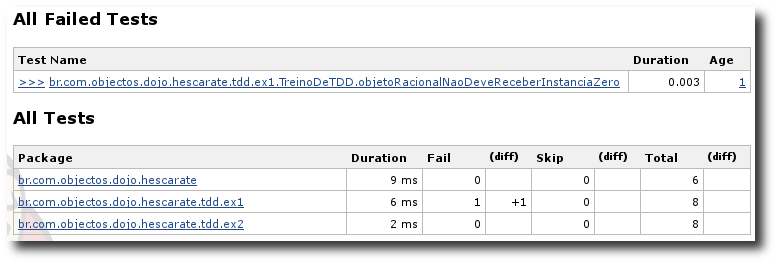 All Failed Tests
Test Name Duration Age
>>> br.com.objectos.dojo.hescarate.tdd.ex1.TreinoDeTDD.objetoRacionalNaoDeveReceberInstanciaZero 0.003 1
All Tests
Package Duration Fail (diff) Skip (diff) Total (diff)
br.com.objectos.dojo.hescarate 9 ms 0 0 6
br.com.objectos.dojo.hescarate.tdd.ex1 6 ms 1 +1 0 8
br.com.objectos.dojo.hescarate.tdd.ex2 2 ms 0 0 8